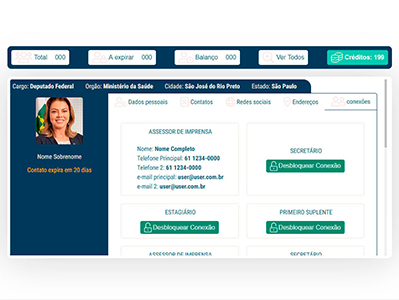 Total 000
A expirar 000
Balanço 000
Ver Todos
Créditos: 199
Cargo: Deputado Federal Orgão: Ministério da Saúde Cidade: São José do Rio Preto Estado: São Paulo
Dados pessoais
Contatos
Redes sociais
Endereços
conexões
Nome Sobrenome
Contato expira em 20 dias
ASSESSOR DE IMPRENSA
Nome: Nome Completo
Telefone Principal: 61 1234-0000
Telefone 2: 61 1234-0000
e-mail principal: user@user.com.br
e-mail 2: user@user.com.br
SECRETÁRIO
Desbloquear Conexão
ESTAGIÁRIO
Desbloquear Conexão
PRIMEIRO SUPLENTE
Desbloquear Conexão
ASSESSOR DE IMPRENSA
SECRETÁRIO